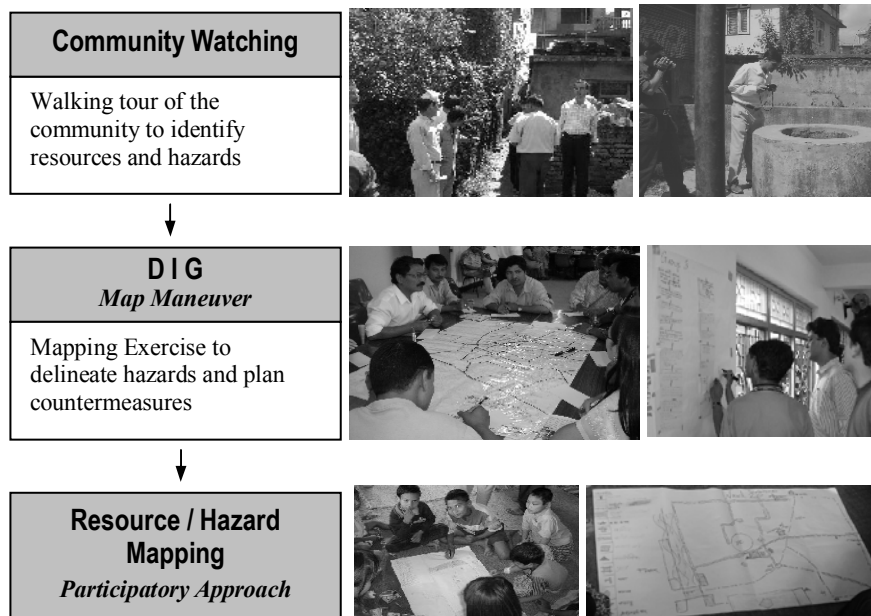 Community Watching
Walking tour of the
community to identify
resources and hazards
D I G
Map Maneuver
Mapping Exercise to
delineate hazards and plan
countermeasures
Resource / Hazard
Mapping
Participatory Approach